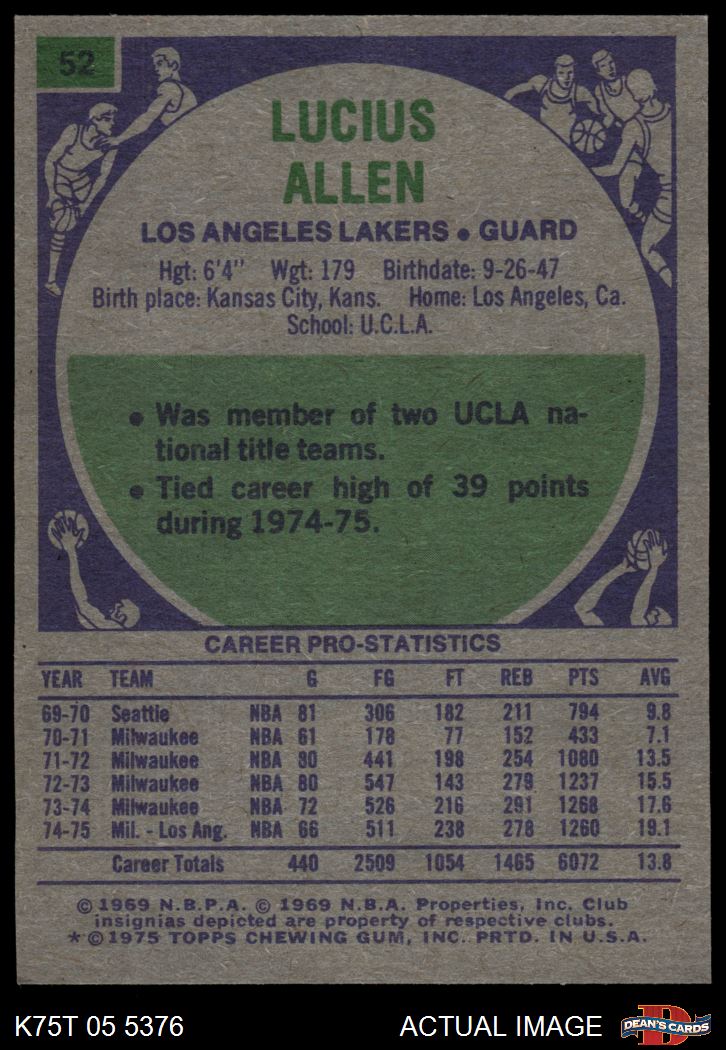 52
LUCIUS
ALLEN
LOS ANGELES LAKERS • GUARD
Hgt: 6'4" Wgt: 179 Birthdate: 9-26-47
Birth place: Kansas City, Kans. Home: Los Angeles, Ca.
School: U.C.L.A.
• Was member of two UCLA na-
tional title teams.
• Tied career high of 39 points
during 1974-75.
CAREER PRO-STATISTICS
YEAR TEAM G FG FT REB PTS AVG
69-70 Seattle NBA 81 306 182 211 794 9.8
70-71 Milwaukee NBA 61 178 77 152 433 7.1
71-72 Milwaukee NBA 80 441 198 254 1080 13.5
72-73 Milwaukee NBA 80 547 143 279 1237 15.5
73-74 Milwaukee NBA 72 526 216 291 1268 17.6
74-75 Mil. - Los Ang. NBA 66 511 238 278 1260 19.1
Career Totals 440 2509 1054 1465 6072 13.8
© 1969 N.B.P.A. © 1969 N.B.A. Properties, Inc. Club
insignias depicted are property of respective clubs.
* © 1975 TOPPS CHEWING GUM, INC. PRTD. IN U.S.A.
K75T 05 5376 ACTUAL IMAGE
D
DEAN'S CARDS